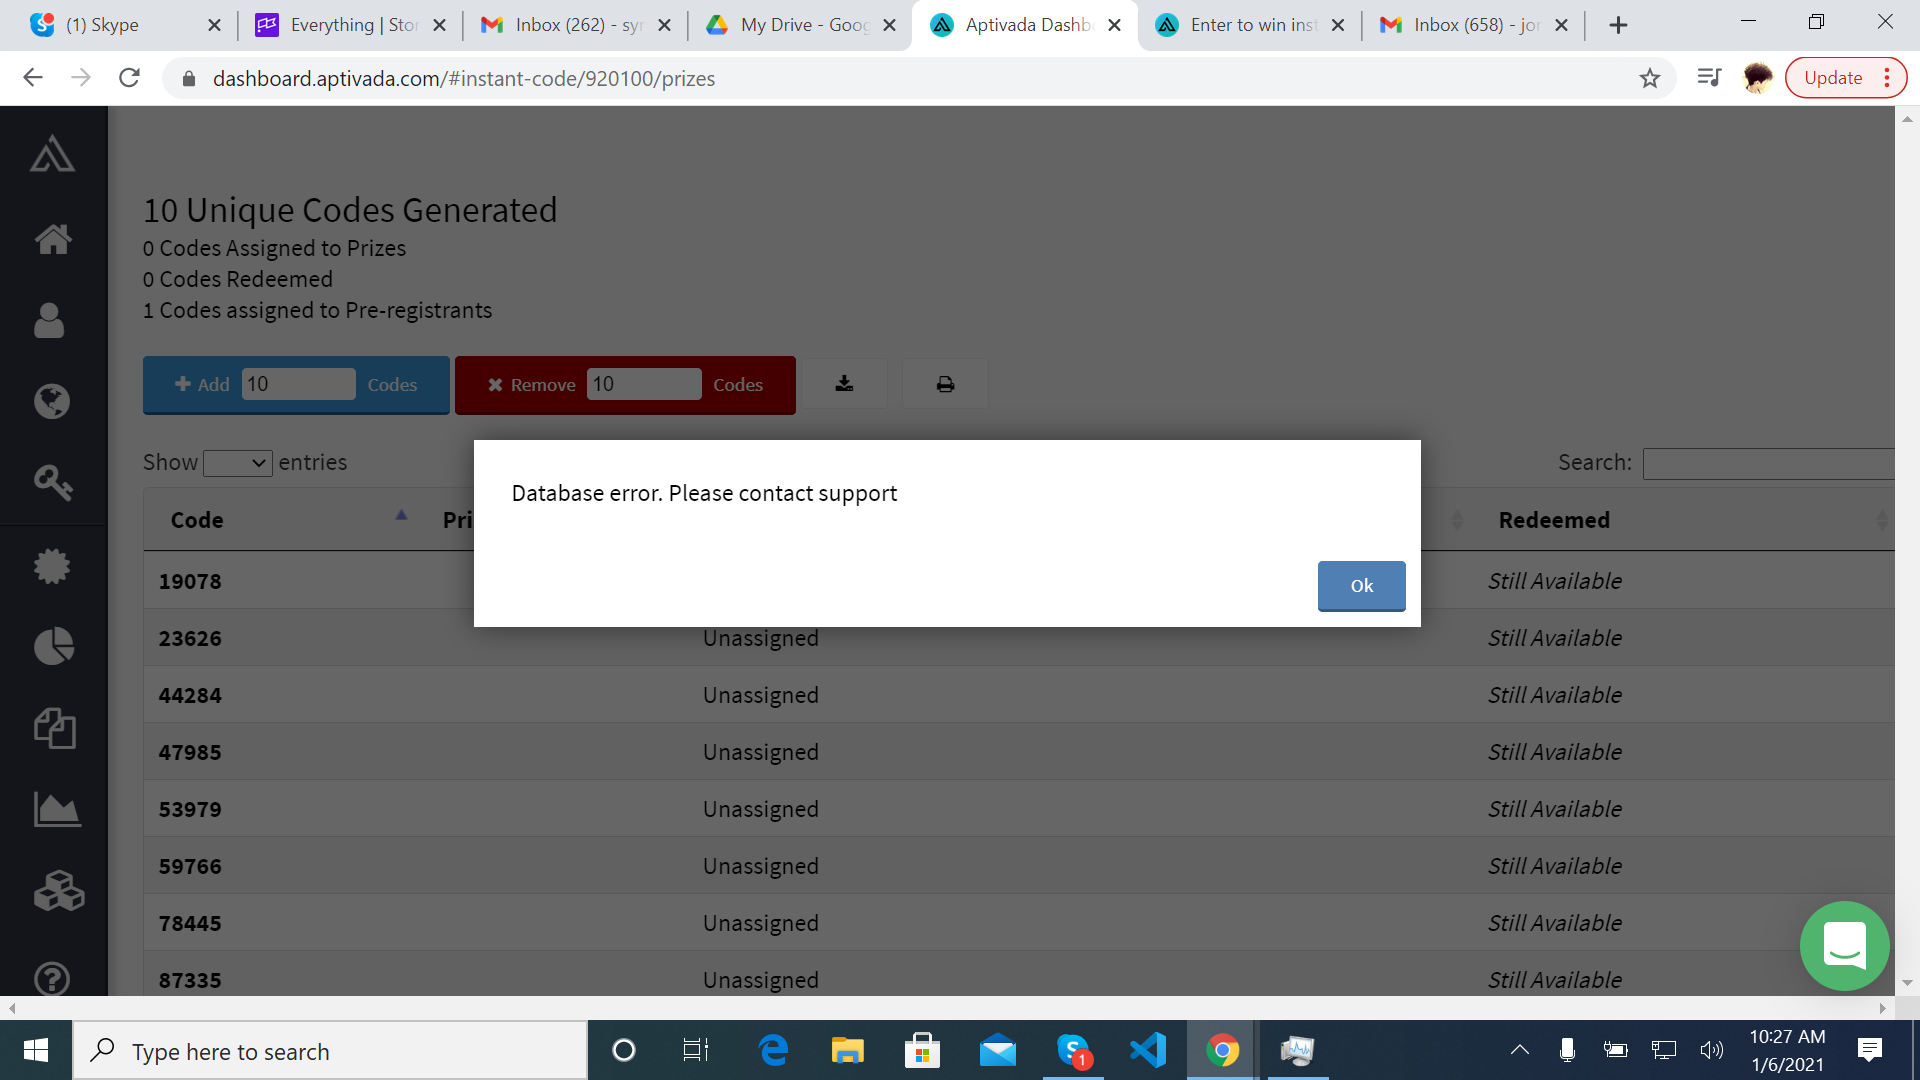 (1) Skype
Everything | Stor
Inbox (262) - syn
My Drive - Goog
Aptivada Dashb
Enter to win inst
Inbox (658) - jor
dashboard.aptivada.com/#instant-code/920100/prizes
Update
10 Unique Codes Generated
0 Codes Assigned to Prizes
0 Codes Redeemed
1 Codes assigned to Pre-registrants
Add 10 Codes
Remove 10 Codes
Show entries
Search:
Code
Pri
Redeemed
Database error. Please contact support
Ok
19078 Still Available
23626 Unassigned Still Available
44284 Unassigned Still Available
47985 Unassigned Still Available
53979 Unassigned Still Available
59766 Unassigned Still Available
78445 Unassigned Still Available
87335 Unassigned Still Available
Type here to search
1
10:27 AM
1/6/2021